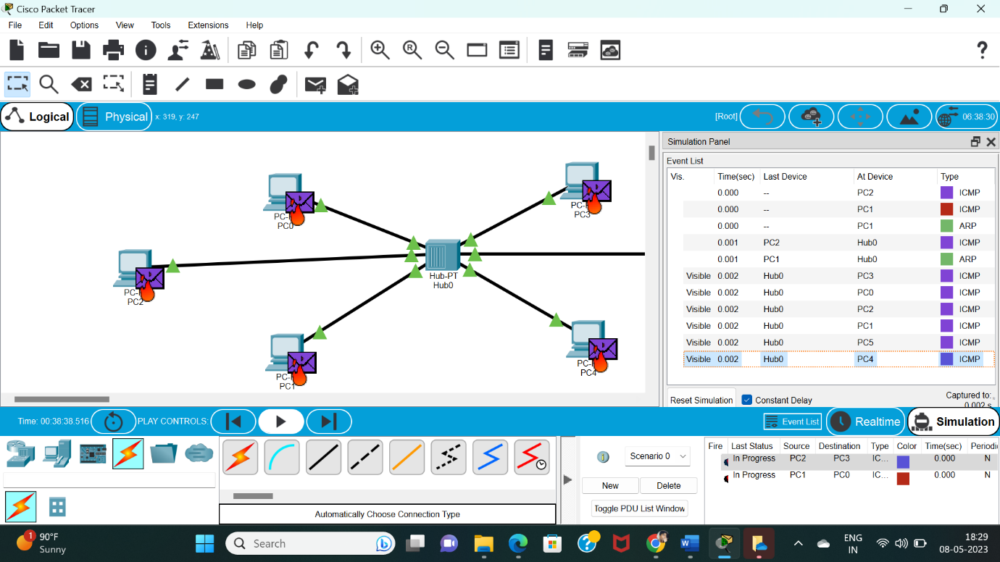 Cisco Packet Tracer
File Edit Options View Tools Extensions Help
Logical Physical x: 319, y: 247 [Root] 06:38:30
Simulation Panel
Event List
Vis. Time(sec) Last Device At Device Type
0.000 -- PC2 ICMP
0.000 -- PC1 ICMP
0.000 -- PC1 ARP
0.001 PC2 Hub0 ICMP
0.001 PC1 Hub0 ARP
Visible 0.002 Hub0 PC3 ICMP
Visible 0.002 Hub0 PC0 ICMP
Visible 0.002 Hub0 PC2 ICMP
Visible 0.002 Hub0 PC1 ICMP
Visible 0.002 Hub0 PC5 ICMP
Visible 0.002 Hub0 PC4 ICMP
PC0
PC3
Hub-PT
Hub0
PC2
PC1
PC4
Reset Simulation Constant Delay Captured to:
0.002 s
Time: 00:38:38.516 PLAY CONTROLS: Event List Realtime Simulation
Scenario 0
New Delete
Toggle PDU List Window
Fire Last Status Source Destination Type Color Time(sec) Periodi
In Progress PC2 PC3 IC... 0.000 N
In Progress PC1 PC0 IC... 0.000 N
Automatically Choose Connection Type
1 90°F
Sunny
Search
ENG
IN
18:29
08-05-2023